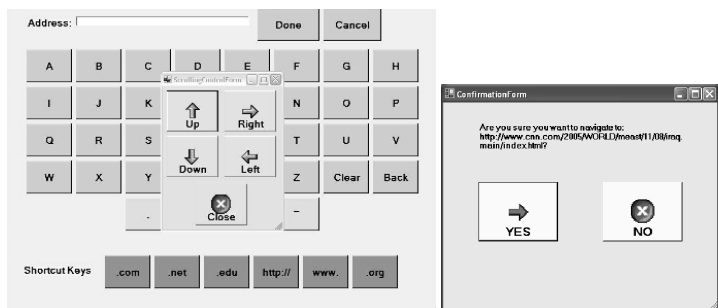 Address:
Done
Cancel
A B C D E F G H
ScrollingControlForm
I J K N O P
Up
Right
Q R S T U V
Down
Left
W X Y Z Clear Back
. -
Close
Shortcut Keys .com .net .edu http:// www. .org
ConfirmationForm
Are you sure you want to navigate to:
http://www.cnn.com/2005/WORLD/meast/11/08/iraq.
main/index.html?
YES
NO